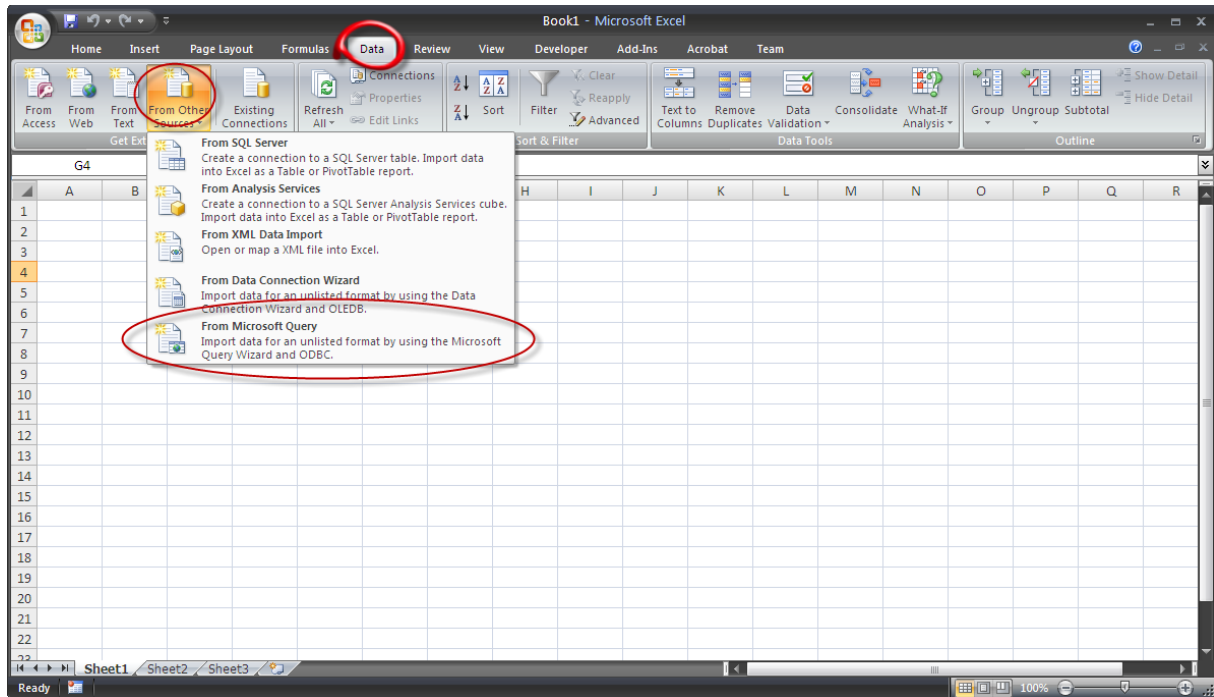 Book1 - Microsoft Excel
Home Insert Page Layout Formulas Data Review View Developer Add-Ins Acrobat Team
From Access
From Web
From Text
From Other Sources
Existing Connections
Refresh All
Connections
Properties
Edit Links
Sort
Filter
Clear
Reapply
Advanced
Text to Columns
Remove Duplicates
Data Validation
Consolidate
What-If Analysis
Group
Ungroup
Subtotal
Show Detail
Hide Detail
Get Ext
Sort & Filter
Data Tools
Outline
From SQL Server
Create a connection to a SQL Server table. Import data
into Excel as a Table or PivotTable report.
From Analysis Services
Create a connection to a SQL Server Analysis Services cube.
Import data into Excel as a Table or PivotTable report.
From XML Data Import
Open or map a XML file into Excel.
From Data Connection Wizard
Import data for an unlisted format by using the Data
Connection Wizard and OLEDB.
From Microsoft Query
Import data for an unlisted format by using the Microsoft
Query Wizard and ODBC.
G4
A B H I J K L M N O P Q R
1
2
3
4
5
6
7
8
9
10
11
12
13
14
15
16
17
18
19
20
21
22
23
Sheet1 Sheet2 Sheet3
Ready 100%